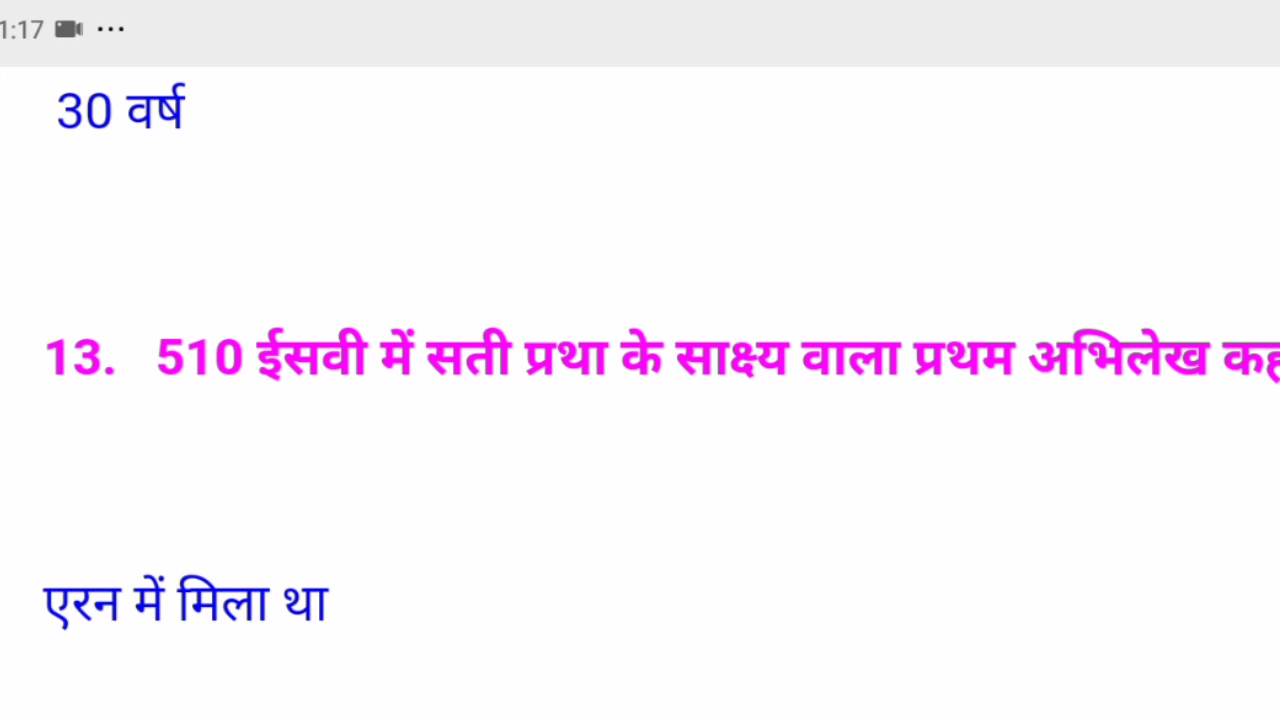 1:17 ...
30 वर्ष
13. 510 ईसवी में सती प्रथा के साक्ष्य वाला प्रथम अभिलेख
एरन में मिला था